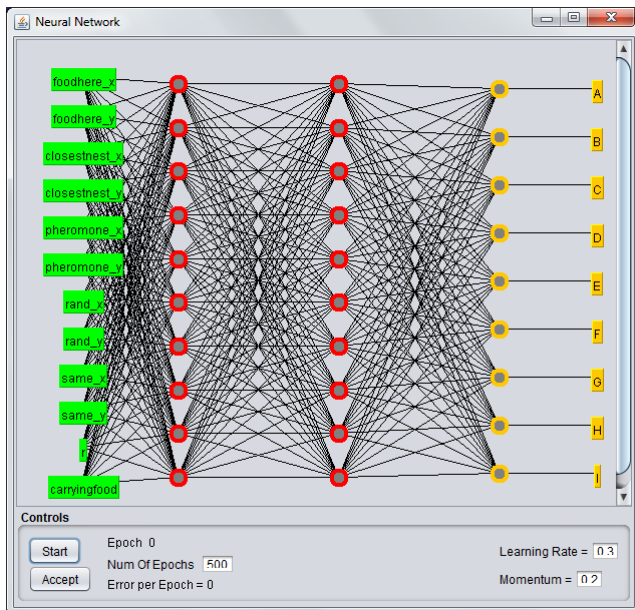 Neural Network
foodhere_x
foodhere_y
closestnest_x
closestnest_y
pheromone_x
pheromone_y
rand_x
rand_y
same_x
same_y
r
carryingfood
A
B
C
D
E
F
G
H
I
Controls
Start
Accept
Epoch 0
Num Of Epochs 500
Error per Epoch = 0
Learning Rate = 0.3
Momentum = 0.2